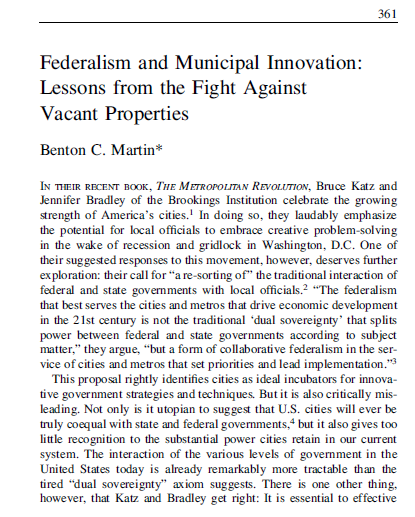 361
Federalism and Municipal Innovation:
Lessons from the Fight Against
Vacant Properties
Benton C. Martin*
IN THEIR RECENT BOOK, THE METROPOLITAN REVOLUTION, Bruce Katz and
Jennifer Bradley of the Brookings Institution celebrate the growing
strength of America's cities.1 In doing so, they laudably emphasize
the potential for local officials to embrace creative problem-solving
in the wake of recession and gridlock in Washington, D.C. One of
their suggested responses to this movement, however, deserves further
exploration: their call for “a re-sorting of” the traditional interaction of
federal and state governments with local officials.2 “The federalism
that best serves the cities and metros that drive economic development
in the 21st century is not the traditional ‘dual sovereignty’ that splits
power between federal and state governments according to subject
matter,” they argue, “but a form of collaborative federalism in the ser-
vice of cities and metros that set priorities and lead implementation.”3
This proposal rightly identifies cities as ideal incubators for innova-
tive government strategies and techniques. But it is also critically mis-
leading. Not only is it utopian to suggest that U.S. cities will ever be
truly coequal with state and federal governments,4 but it also gives too
little recognition to the substantial power cities retain in our current
system. The interaction of the various levels of government in the
United States today is already remarkably more tractable than the
tired “dual sovereignty” axiom suggests. There is one other thing,
however, that Katz and Bradley get right: It is essential to effective